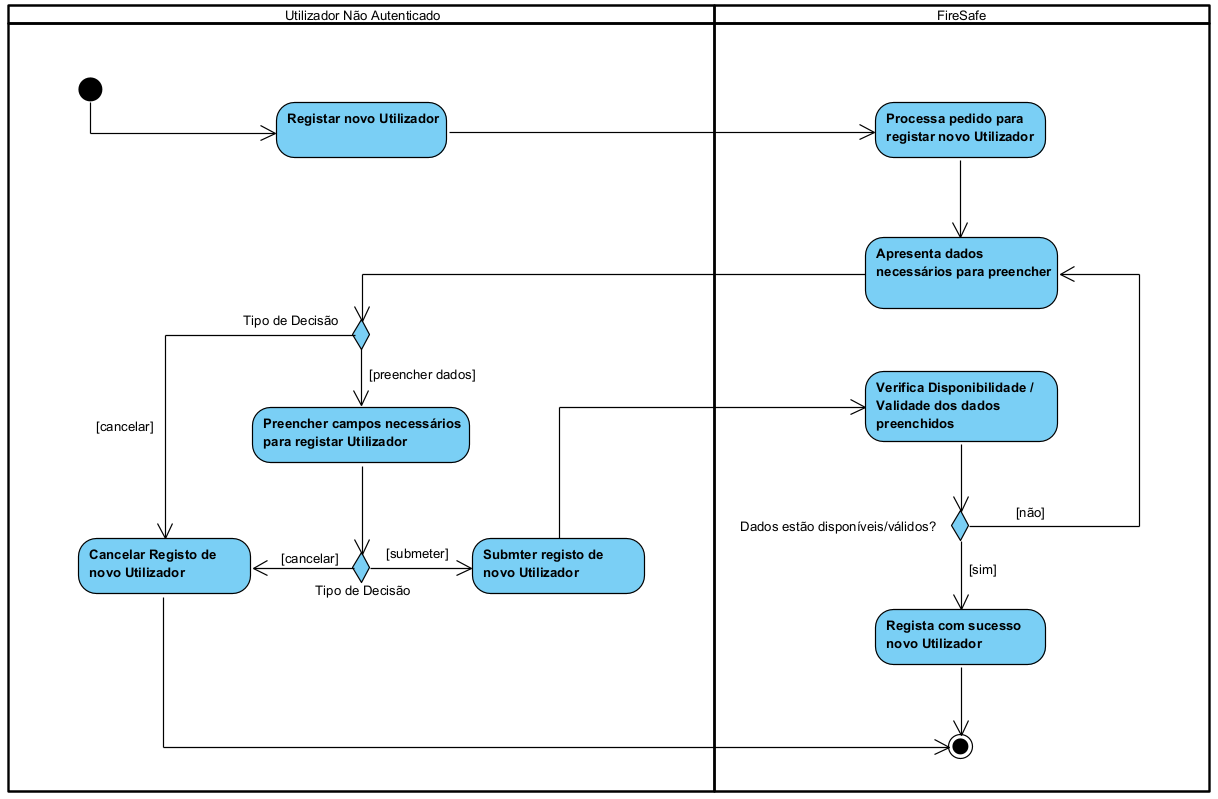 Utilizador Não Autenticado
FireSafe
Registar novo Utilizador
Processa pedido para
registar novo Utilizador
Apresenta dados
necessários para preencher
Tipo de Decisão
[preencher dados]
[cancelar]
Preencher campos necessários
para registar Utilizador
Verifica Disponibilidade /
Validade dos dados
preenchidos
Dados estão disponíveis/válidos?
[não]
[sim]
Cancelar Registo de
novo Utilizador
[cancelar]
[submeter]
Tipo de Decisão
Submter registo de
novo Utilizador
Regista com sucesso
novo Utilizador